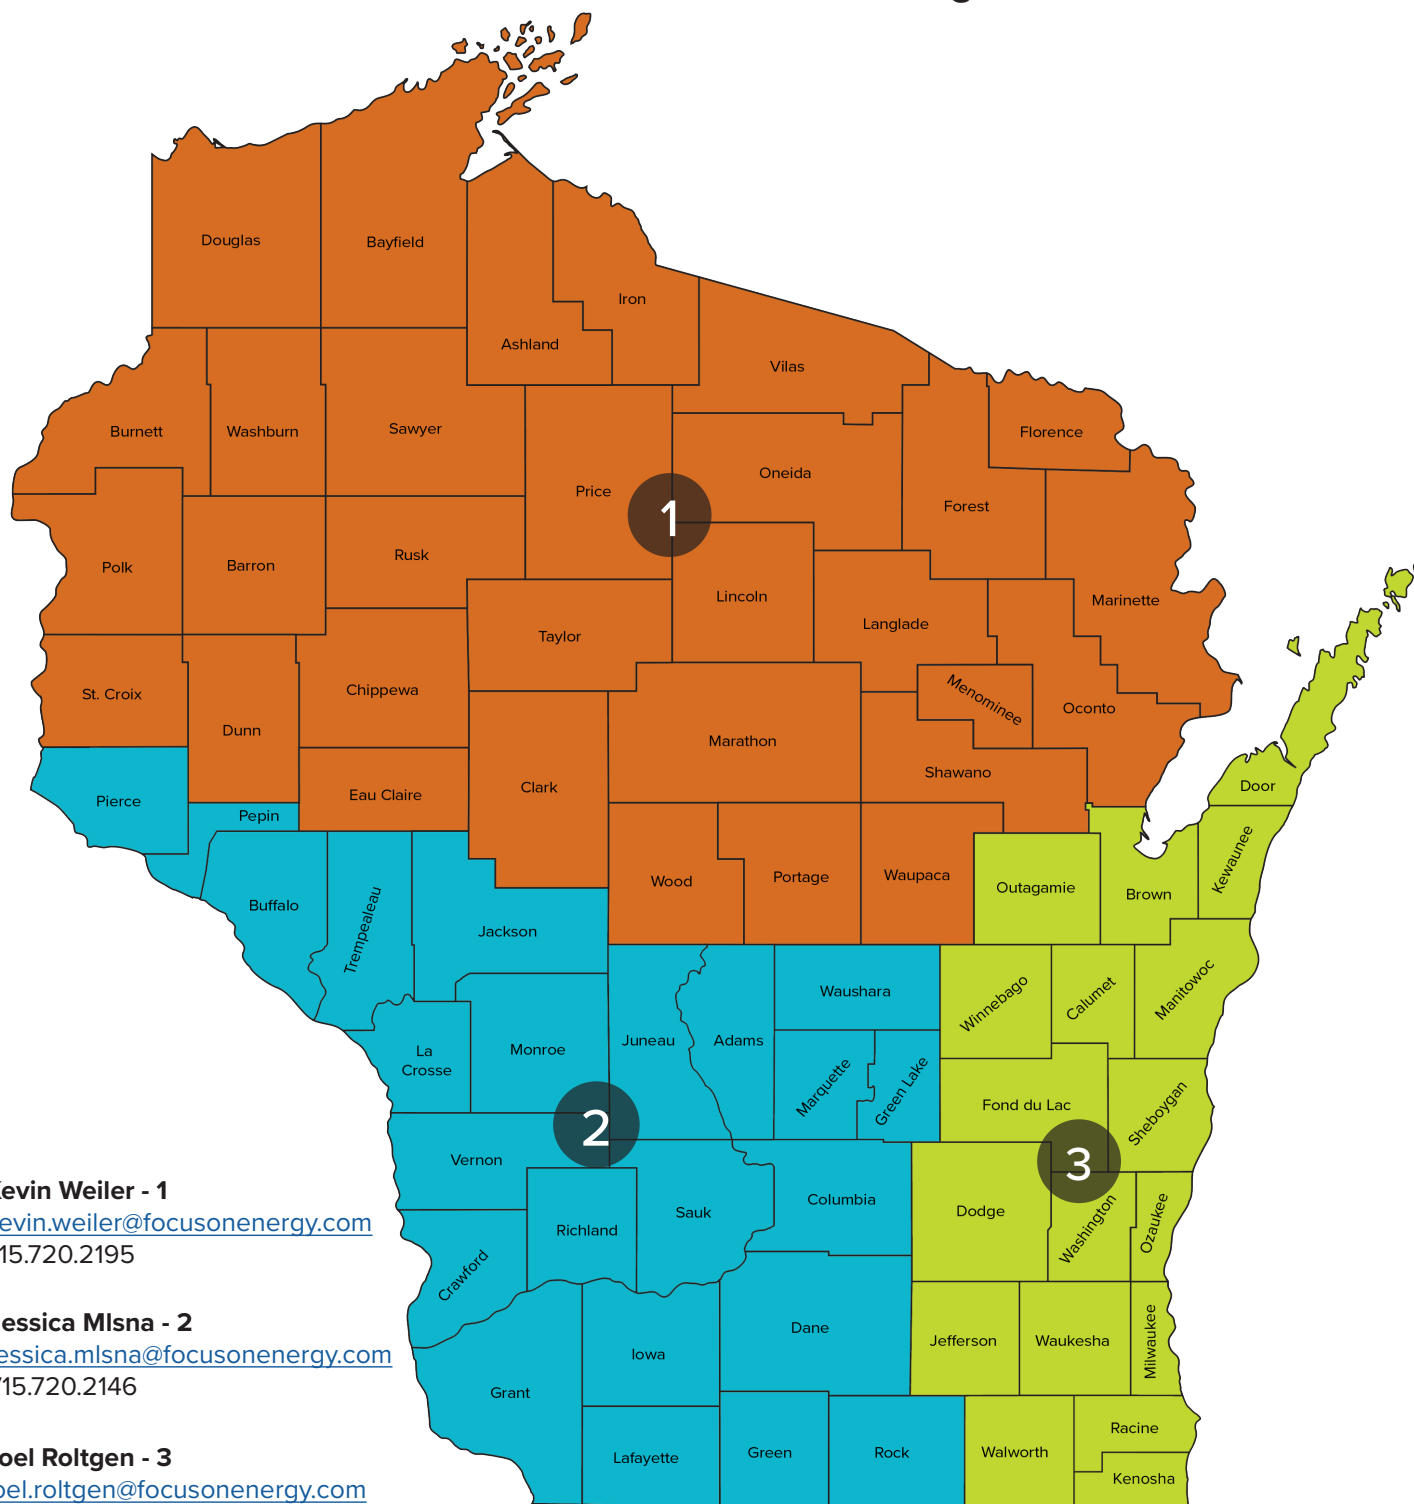 Douglas
Bayfield
Iron
Ashland
Vilas
Burnett
Washburn
Sawyer
Florence
Price
Oneida
Forest
1
Polk
Barron
Rusk
Lincoln
Marinette
Langlade
Taylor
St. Croix
Chippewa
Menominee
Oconto
Dunn
Marathon
Shawano
Door
Pierce
Eau Claire
Clark
Pepin
Wood
Portage
Waupaca
Outagamie
Brown
Kewaunee
Buffalo
Trempealeau
Jackson
Waushara
Winnebago
Calumet
Manitowoc
Juneau
Adams
Monroe
La
Crosse
Marquette
Green Lake
Fond du Lac
Sheboygan
2
3
Vernon
Columbia
Sauk
Richland
Dodge
Washington
Ozaukee
Crawford
Dane
Jefferson
Waukesha
Milwaukee
Iowa
Grant
Racine
Lafayette
Green
Rock
Walworth
Kenosha
evin Weiler - 1
evin.weiler@focusonenergy.com
15.720.2195
essica Mlsna - 2
essica.mlsna@focusonenergy.com
715.720.2146
oel Roltgen - 3
oel.roltgen@focusonenergy.com